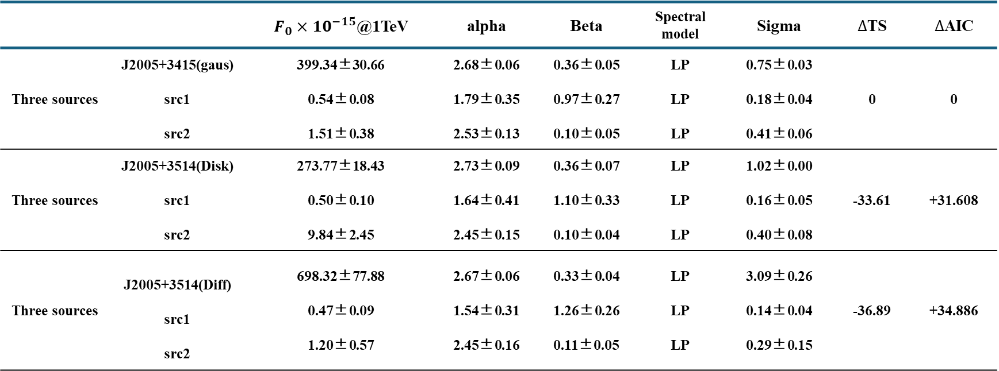 F₀ × 10⁻¹⁵@1TeV alpha Beta Spectral model Sigma ΔTS ΔAIC
J2005+3415(gaus) 399.34±30.66 2.68±0.06 0.36±0.05 LP 0.75±0.03
Three sources src1 0.54±0.08 1.79±0.35 0.97±0.27 LP 0.18±0.04 0 0
src2 1.51±0.38 2.53±0.13 0.10±0.05 LP 0.41±0.06
J2005+3514(Disk) 273.77±18.43 2.73±0.09 0.36±0.07 LP 1.02±0.00
Three sources src1 0.50±0.10 1.64±0.41 1.10±0.33 LP 0.16±0.05 -33.61 +31.608
src2 9.84±2.45 2.45±0.15 0.10±0.04 LP 0.40±0.08
J2005+3514(Diff) 698.32±77.88 2.67±0.06 0.33±0.04 LP 3.09±0.26
Three sources src1 0.47±0.09 1.54±0.31 1.26±0.26 LP 0.14±0.04 -36.89 +34.886
src2 1.20±0.57 2.45±0.16 0.11±0.05 LP 0.29±0.15